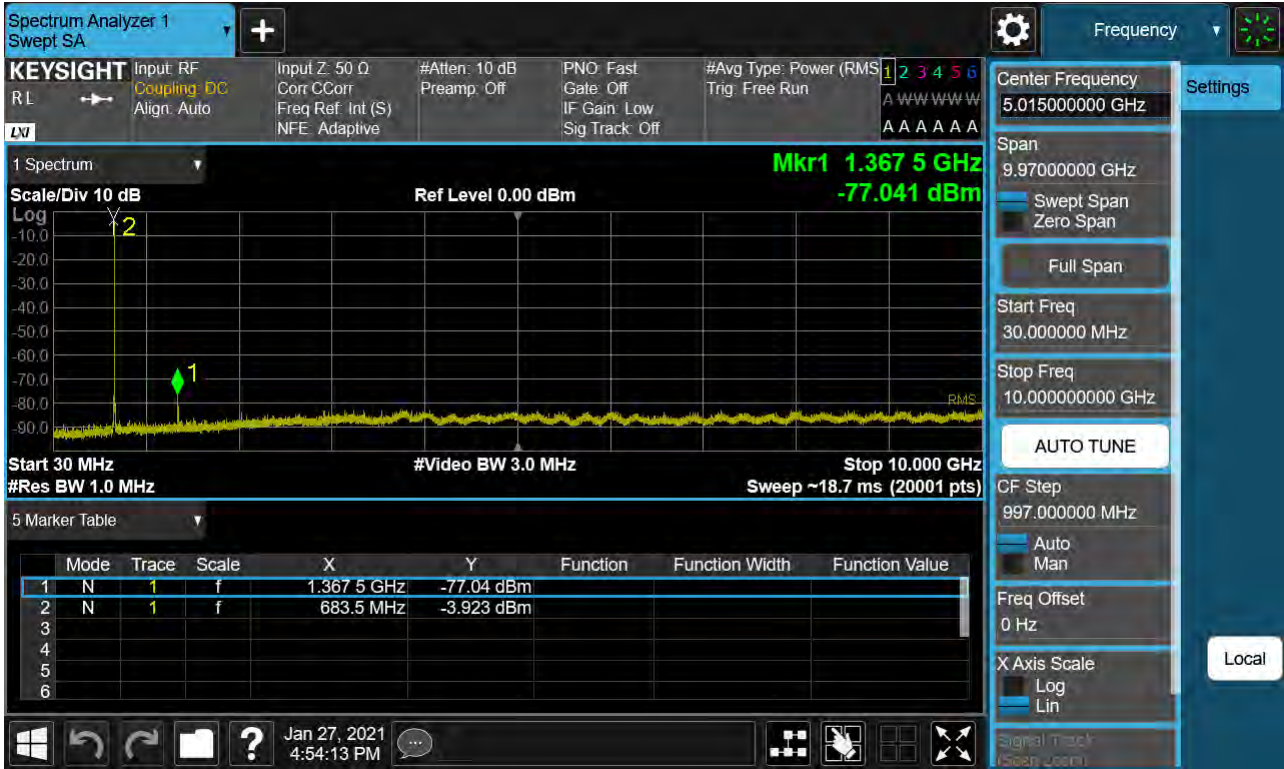 Spectrum Analyzer 1
Swept SA
+
Frequency
KEYSIGHT
RL
LXI
Input: RF
Coupling: DC
Align: Auto
Input Z: 50 Ω
Corr CCorr
Freq Ref: Int (S)
NFE: Adaptive
#Atten: 10 dB
Preamp: Off
PNO: Fast
Gate: Off
IF Gain: Low
Sig Track: Off
#Avg Type: Power (RMS
Trig: Free Run
1 2 3 4 5 6
A W W W W W
A A A A A A
Center Frequency
5.015000000 GHz
Settings
1 Spectrum
Mkr1 1.367 5 GHz
-77.041 dBm
Scale/Div 10 dB
Ref Level 0.00 dBm
Log
-10.0
-20.0
-30.0
-40.0
-50.0
-60.0
-70.0
-80.0
-90.0
2
1
RMS
Start 30 MHz
#Video BW 3.0 MHz
Stop 10.000 GHz
#Res BW 1.0 MHz
Sweep ~18.7 ms (20001 pts)
Span
9.97000000 GHz
Swept Span
Zero Span
Full Span
Start Freq
30.000000 MHz
Stop Freq
10.000000000 GHz
AUTO TUNE
CF Step
997.000000 MHz
Auto
Man
Freq Offset
0 Hz
X Axis Scale
Log
Lin
Signal Track
(Span Zoom)
Local
5 Marker Table
Mode Trace Scale X Y Function Function Width Function Value
1 N 1 f 1.367 5 GHz -77.04 dBm
2 N 1 f 683.5 MHz -3.923 dBm
3
4
5
6
?
Jan 27, 2021
4:54:13 PM